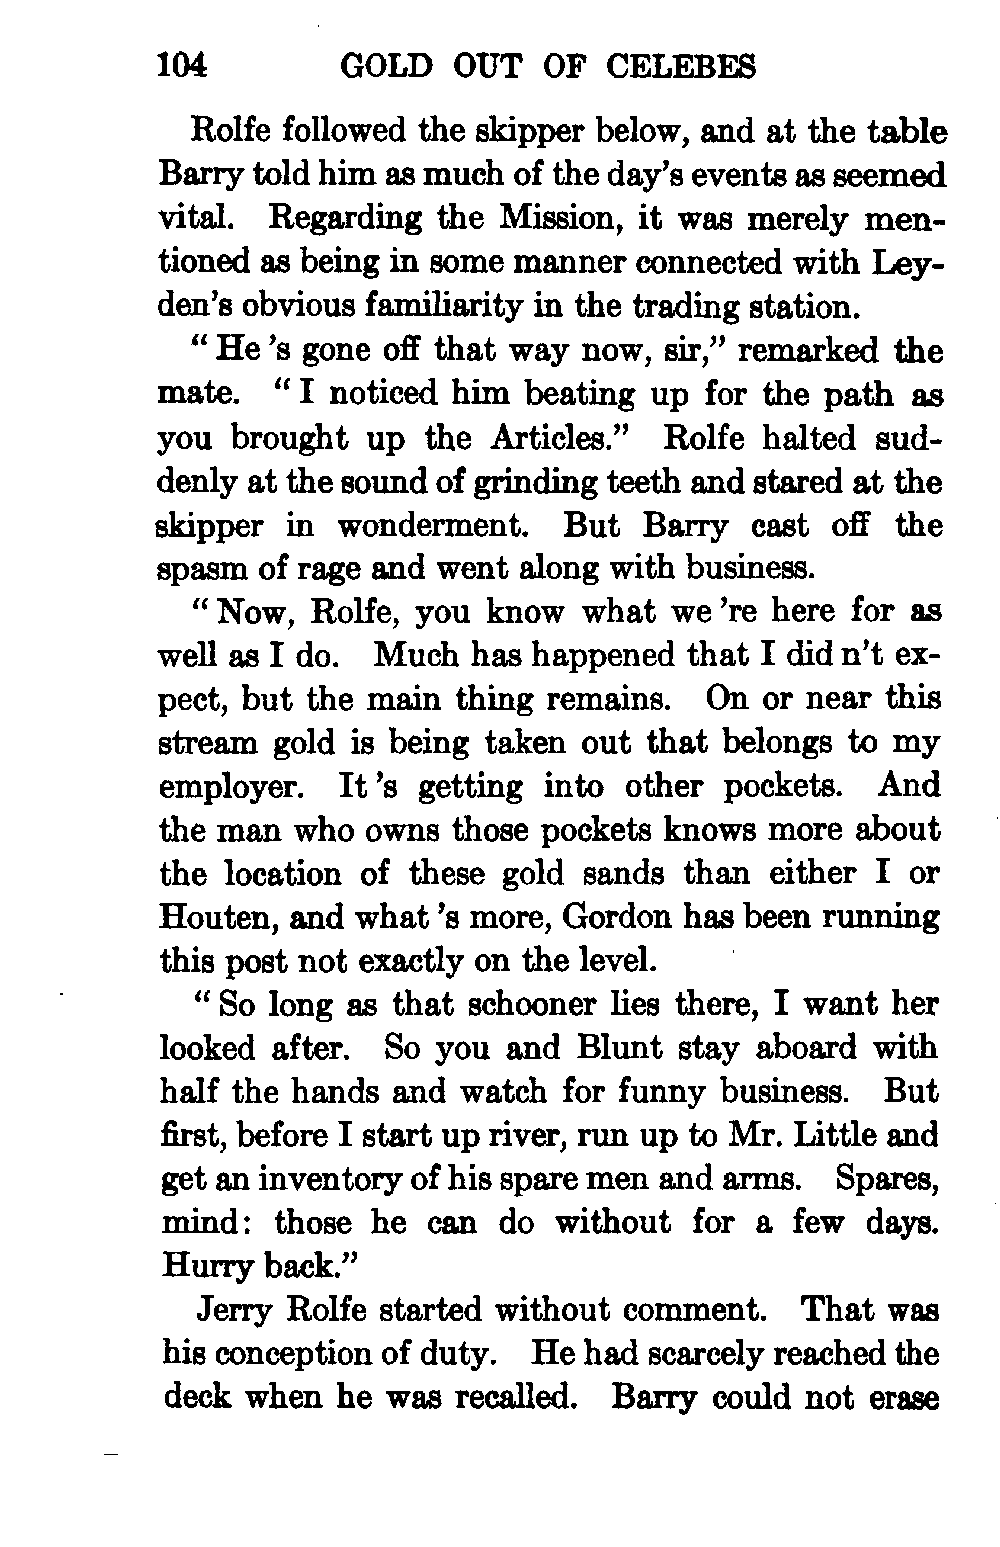 104 GOLD OUT OF CELEBES
Rolfe followed the skipper below, and at the table
Barry told him as much of the day's events as seemed
vital. Regarding the Mission, it was merely men-
tioned as being in some manner connected with Ley-
den's obvious familiarity in the trading station.
"He's gone off that way now, sir," remarked the
mate. "I noticed him beating up for the path as
you brought up the Articles." Rolfe halted sud-
denly at the sound of grinding teeth and stared at the
skipper in wonderment. But Barry cast off the
spasm of rage and went along with business.
"Now, Rolfe, you know what we're here for as
well as I do. Much has happened that I didn't ex-
pect, but the main thing remains. On or near this
stream gold is being taken out that belongs to my
employer. It's getting into other pockets. And
the man who owns those pockets knows more about
the location of these gold sands than either I or
Houten, and what's more, Gordon has been running
this post not exactly on the level.
"So long as that schooner lies there, I want her
looked after. So you and Blunt stay aboard with
half the hands and watch for funny business. But
first, before I start up river, run up to Mr. Little and
get an inventory of his spare men and arms. Spares,
mind: those he can do without for a few days.
Hurry back."
Jerry Rolfe started without comment. That was
his conception of duty. He had scarcely reached the
deck when he was recalled. Barry could not erase